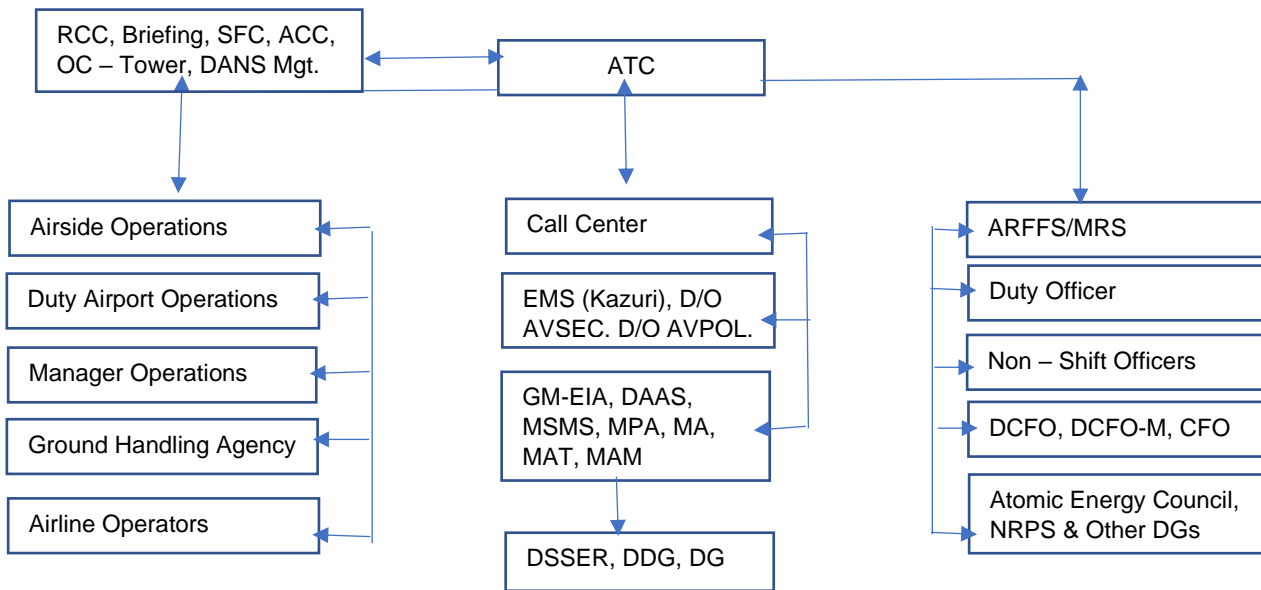 RCC, Briefing, SFC, ACC,
OC – Tower, DANS Mgt.
ATC
Airside Operations
Duty Airport Operations
Manager Operations
Ground Handling Agency
Airline Operators
Call Center
EMS (Kazuri), D/O
AVSEC. D/O AVPOL.
GM-EIA, DAAS,
MSMS, MPA, MA,
MAT, MAM
DSSER, DDG, DG
ARFFS/MRS
Duty Officer
Non – Shift Officers
DCFO, DCFO-M, CFO
Atomic Energy Council,
NRPS & Other DGs